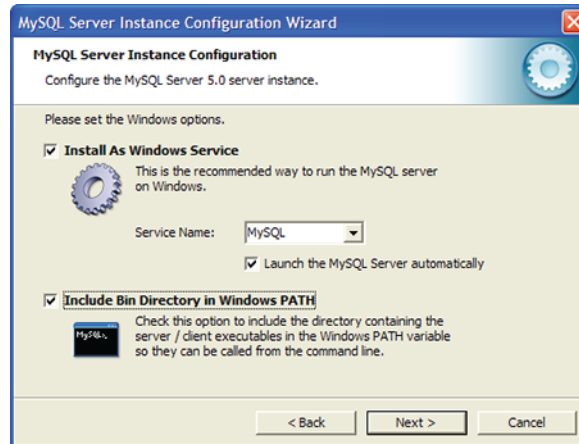 MySQL Server Instance Configuration Wizard
MySQL Server Instance Configuration
Configure the MySQL Server 5.0 server instance.
Please set the Windows options.
Install As Windows Service
This is the recommended way to run the MySQL server
on Windows.
Service Name:
MySQL
Launch the MySQL Server automatically
Include Bin Directory in Windows PATH
MySQL>_
Check this option to include the directory containing the
server / client executables in the Windows PATH variable
so they can be called from the command line.
< Back
Next >
Cancel